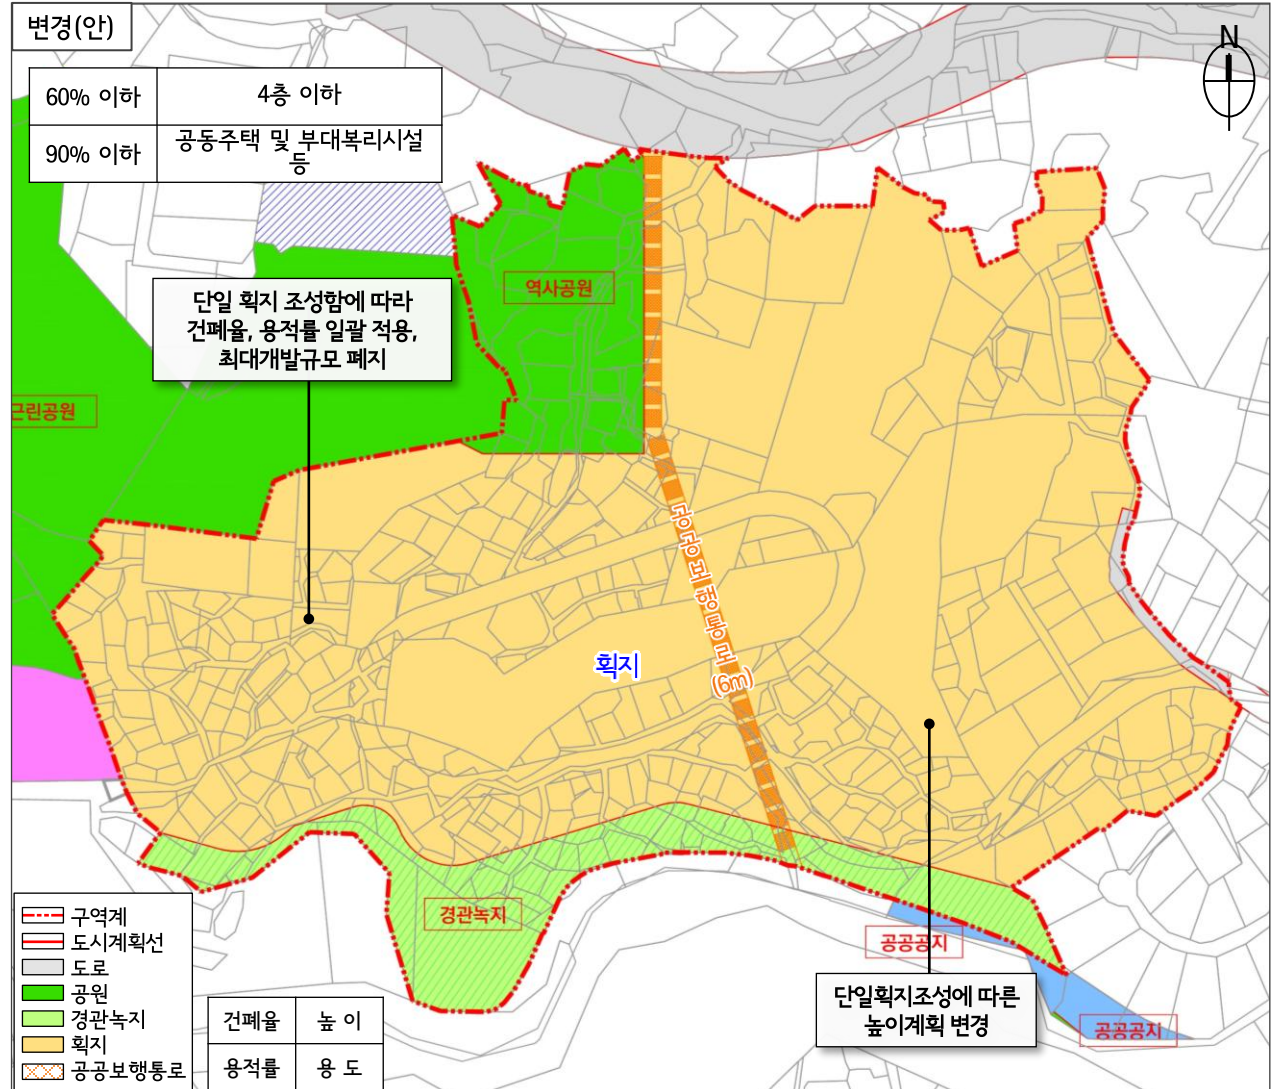 변경(안)
N
60% 이하 4층 이하
90% 이하 공동주택 및 부대복리시설
등
역사공원
단일 획지 조성함에 따라
건폐율, 용적률 일괄 적용,
최대개발규모 폐지
근린공원
공공보행통로
(6m)
획지
경관녹지
공공공지
단일획지조성에 따른
높이계획 변경
공공공지
구역계
도시계획선
도로
공원
경관녹지
획지
공공보행통로
건폐율 높 이
용적률 용 도